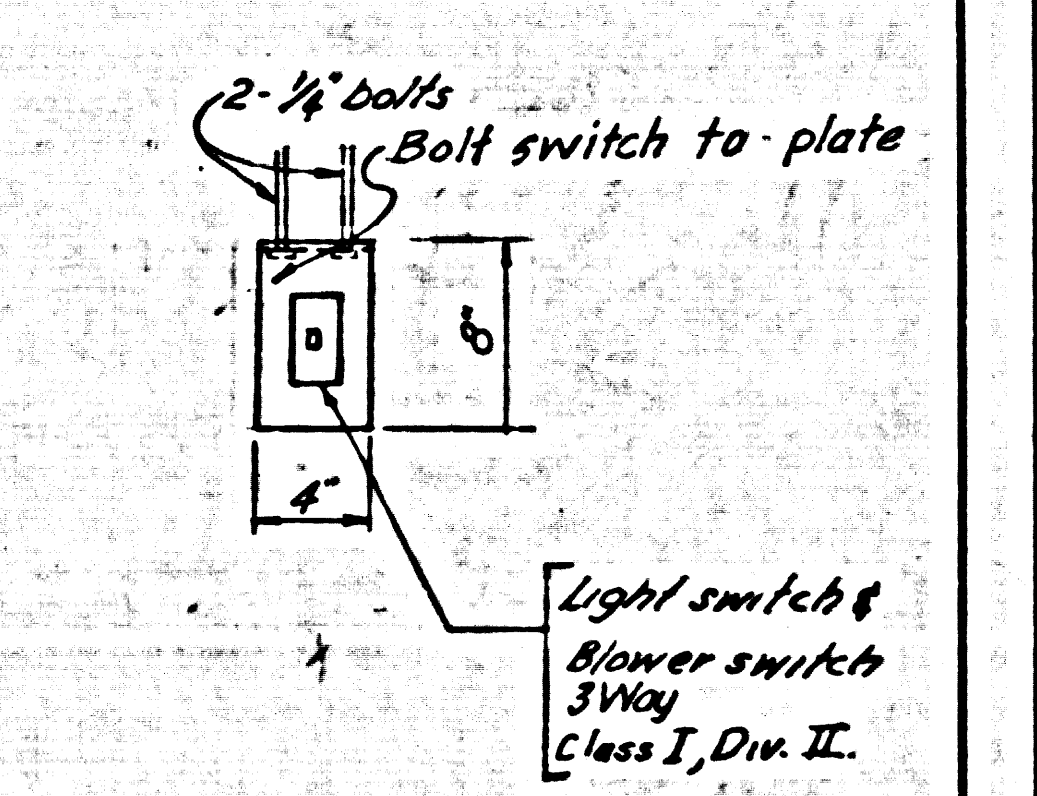 2-1/4" bolts
Bolt switch to plate
8"
4"
Light switch &
Blower switch
3 Way
Class I, Div. II.